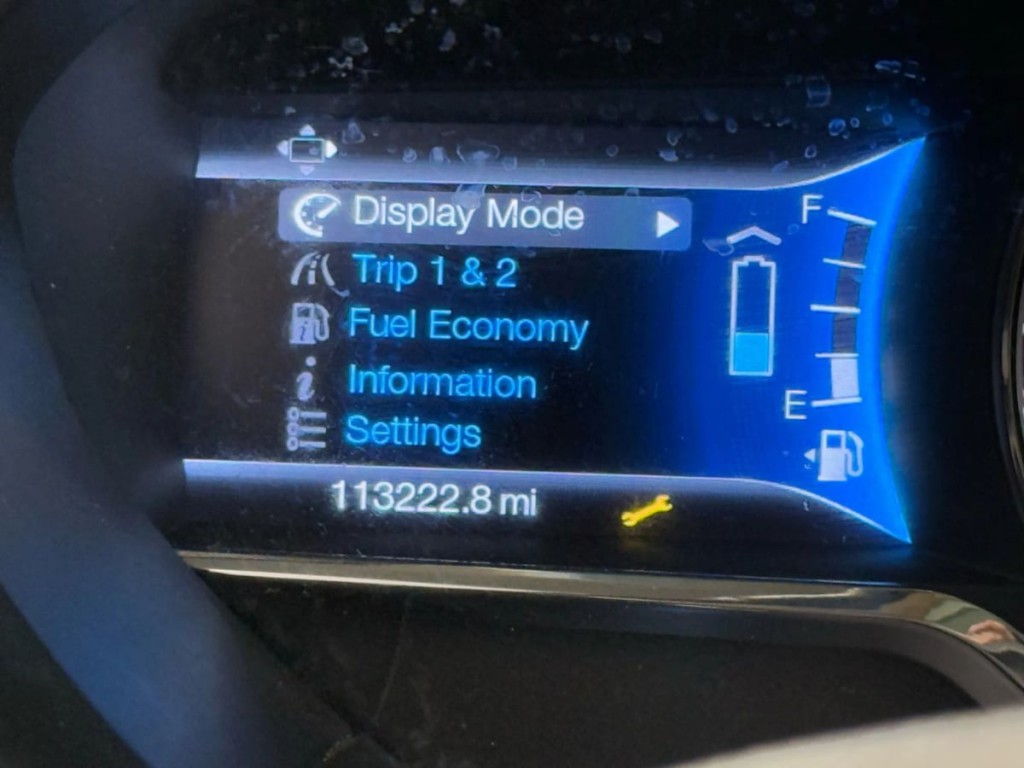 Display Mode
F
Trip 1 & 2
Fuel Economy
Information
E
Settings
113222.8 mi